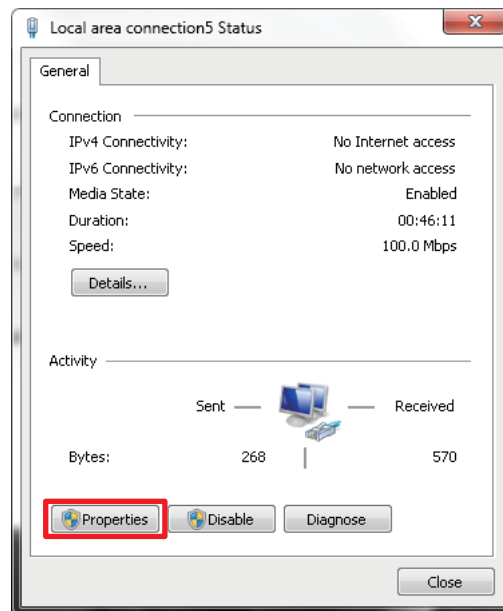 Local area connection5 Status
General
Connection
IPv4 Connectivity: No Internet access
IPv6 Connectivity: No network access
Media State: Enabled
Duration: 00:46:11
Speed: 100.0 Mbps
Details...
Activity
Sent Received
Bytes: 268 570
Properties Disable Diagnose
Close